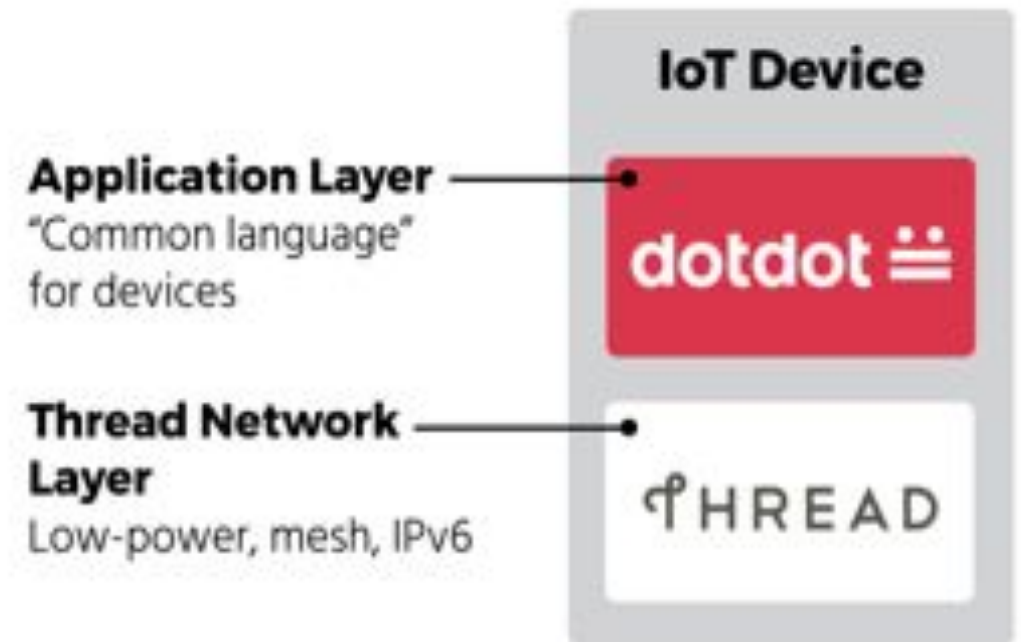 IoT Device
Application Layer
“Common language”
for devices
dotdot
Thread Network
Layer
Low-power, mesh, IPv6
THREAD